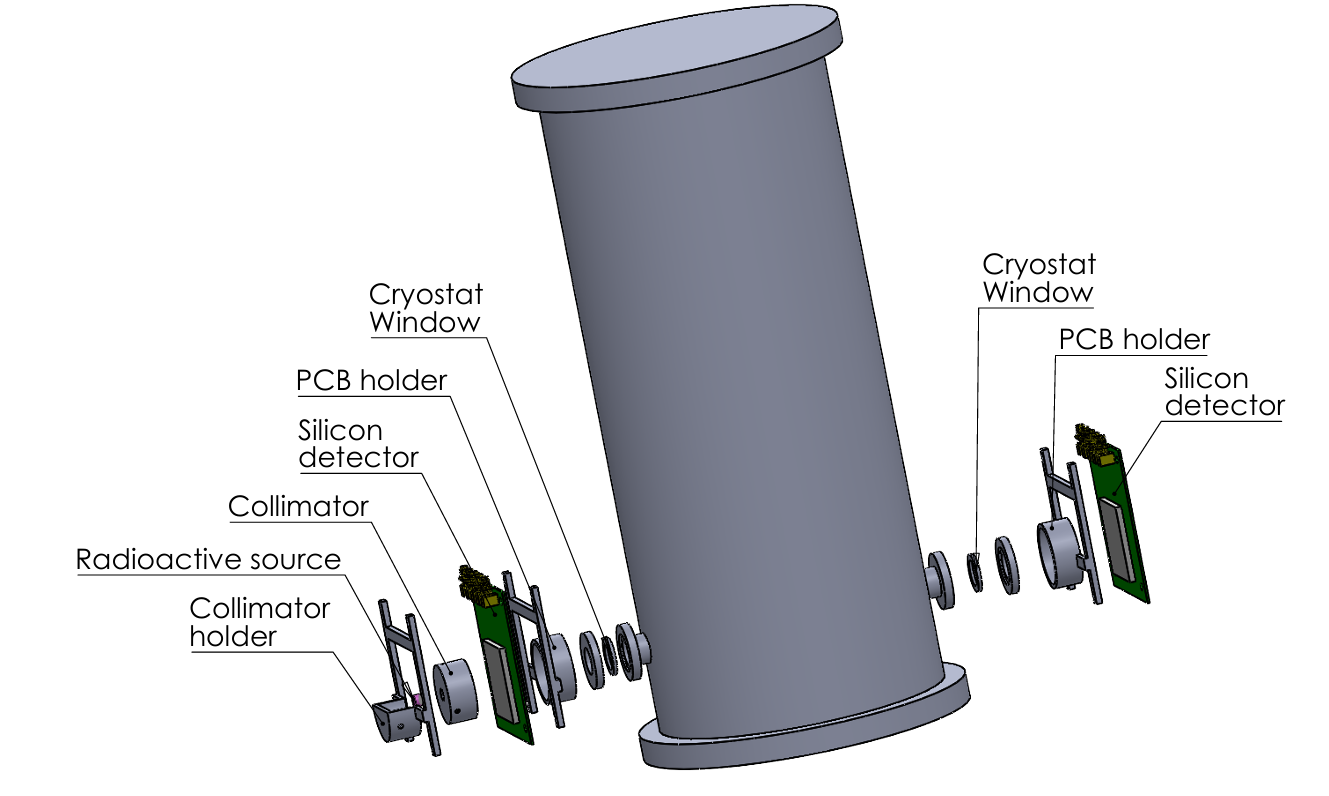 Cryostat
Window
PCB holder
Silicon
detector
Collimator
Radioactive source
Collimator
holder
Cryostat
Window
PCB holder
Silicon
detector